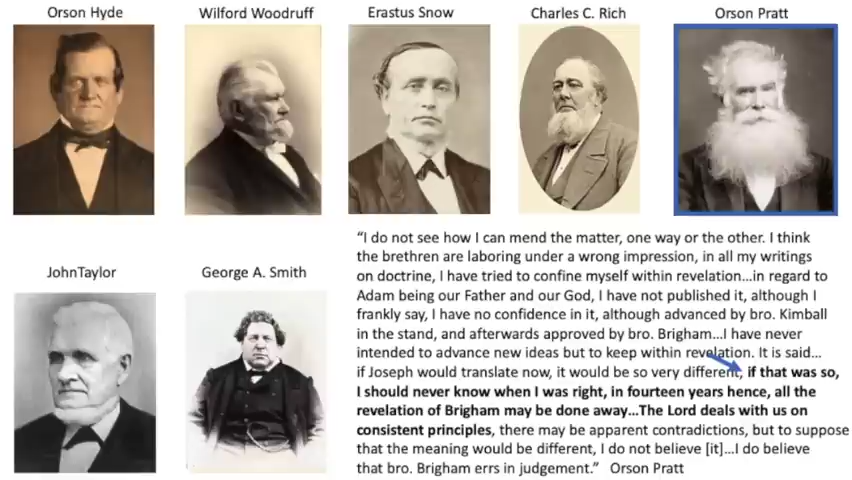 Orson Hyde
Wilford Woodruff
Erastus Snow
Charles C. Rich
Orson Pratt
JohnTaylor
George A. Smith
“I do not see how I can mend the matter, one way or the other. I think
the brethren are laboring under a wrong impression, in all my writings
on doctrine, I have tried to confine myself within revelation...in regard to
Adam being our Father and our God, I have not published it, although I
frankly say, I have no confidence in it, although advanced by bro. Kimball
in the stand, and afterwards approved by bro. Brigham...I have never
intended to advance new ideas but to keep within revelation. It is said...
if Joseph would translate now, it would be so very different, if that was so,
I should never know when I was right, in fourteen years hence, all the
revelation of Brigham may be done away...The Lord deals with us on
consistent principles, there may be apparent contradictions, but to suppose
that the meaning would be different, I do not believe [it]...I do believe
that bro. Brigham errs in judgement.” Orson Pratt